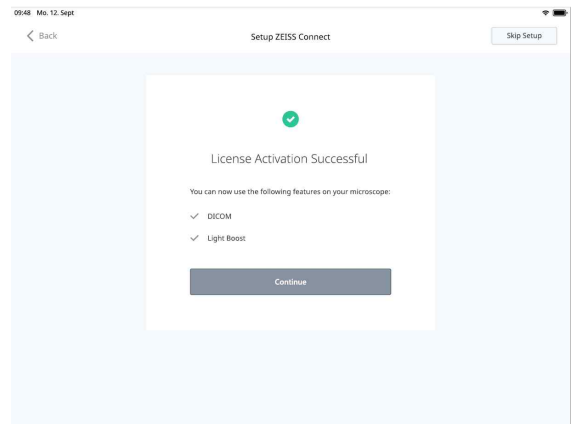 09:48 Mo. 12. Sept
Back
Setup ZEISS Connect
Skip Setup
License Activation Successful
You can now use the following features on your microscope:
DICOM
Light Boost
Continue